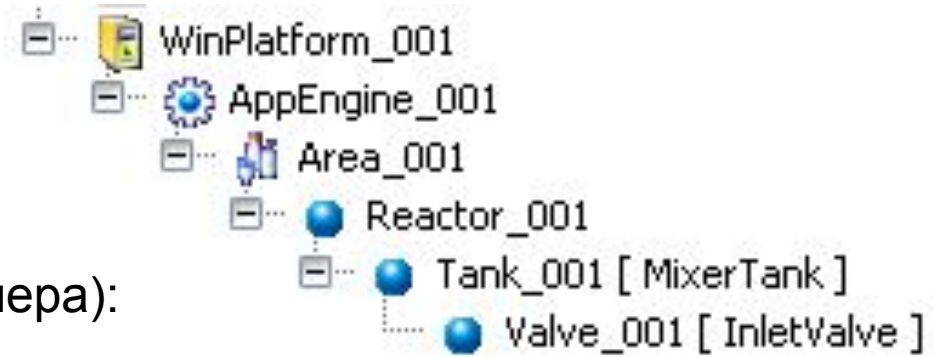 WinPlatform_001
AppEngine_001
Area_001
Reactor_001
Tank_001 [ MixerTank ]
Valve_001 [ InletValve ]